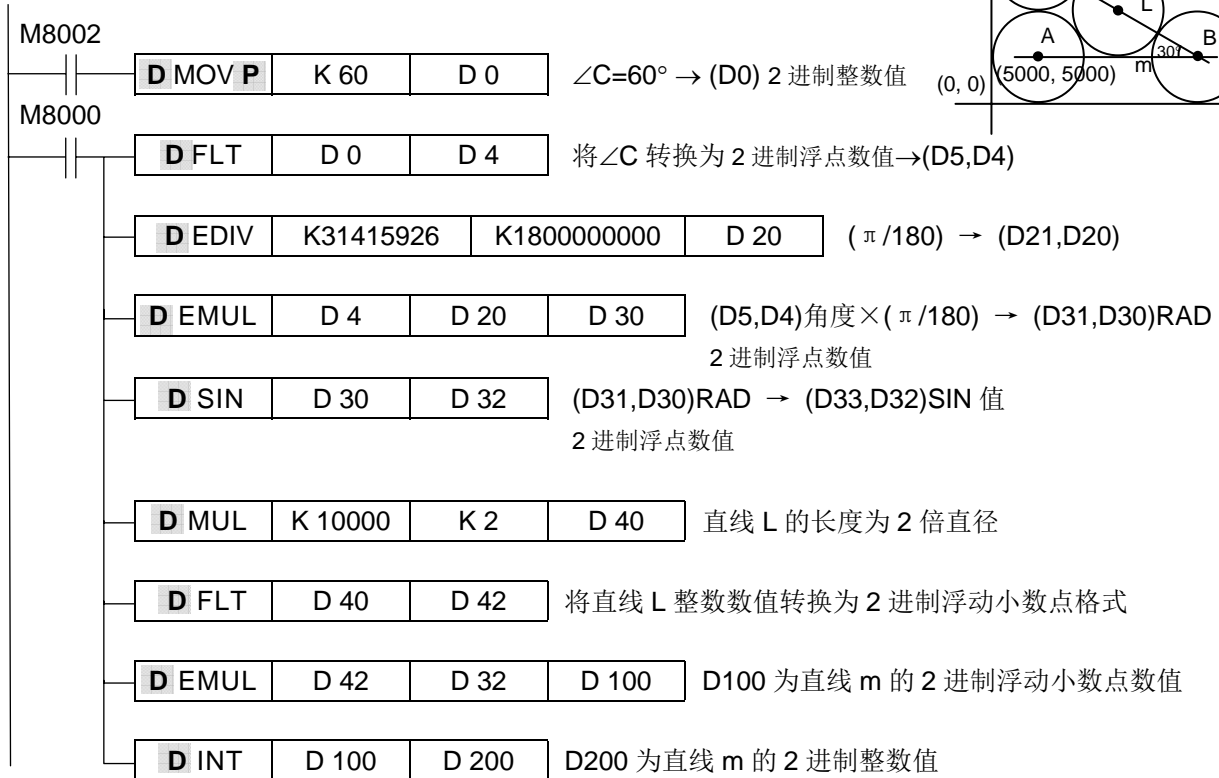 M8002
D MOV P K 60 D 0 ∠C=60° → (D0) 2 进制整数值
L
A
B
30°
m
(0, 0)
(5000, 5000)
M8000
D FLT D 0 D 4 将∠C 转换为 2 进制浮点数值→(D5,D4)
D EDIV K31415926 K1800000000 D 20 (π/180) → (D21,D20)
D EMUL D 4 D 20 D 30 (D5,D4)角度×(π/180) → (D31,D30)RAD
2 进制浮点数值
D SIN D 30 D 32 (D31,D30)RAD → (D33,D32)SIN 值
2 进制浮点数值
D MUL K 10000 K 2 D 40 直线 L 的长度为 2 倍直径
D FLT D 40 D 42 将直线 L 整数数值转换为 2 进制浮动小数点格式
D EMUL D 42 D 32 D 100 D100 为直线 m 的 2 进制浮动小数点数值
D INT D 100 D 200 D200 为直线 m 的 2 进制整数值